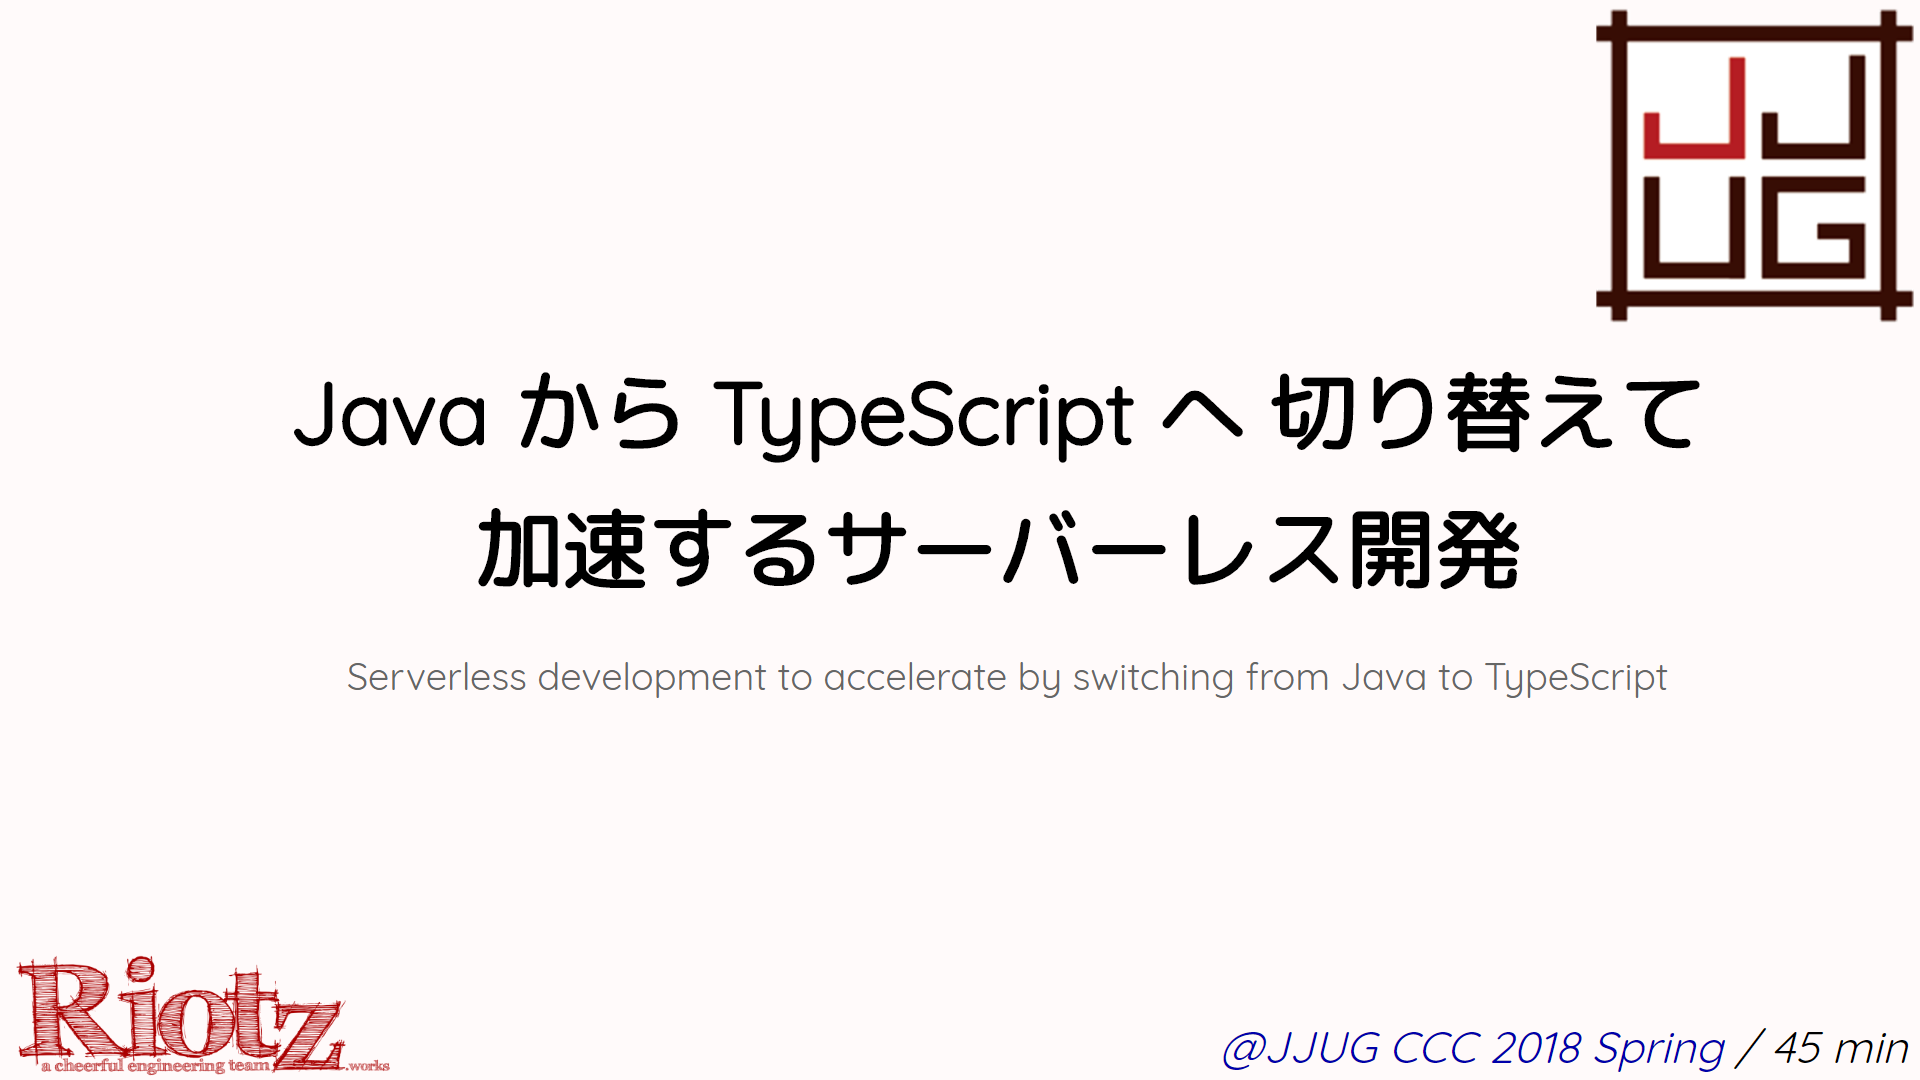 JJ
UG
Java から TypeScript へ 切り替えて
加速するサーバーレス開発
Serverless development to accelerate by switching from Java to TypeScript
Riotz
a cheerful engineering team .works
@JJUG CCC 2018 Spring / 45 min